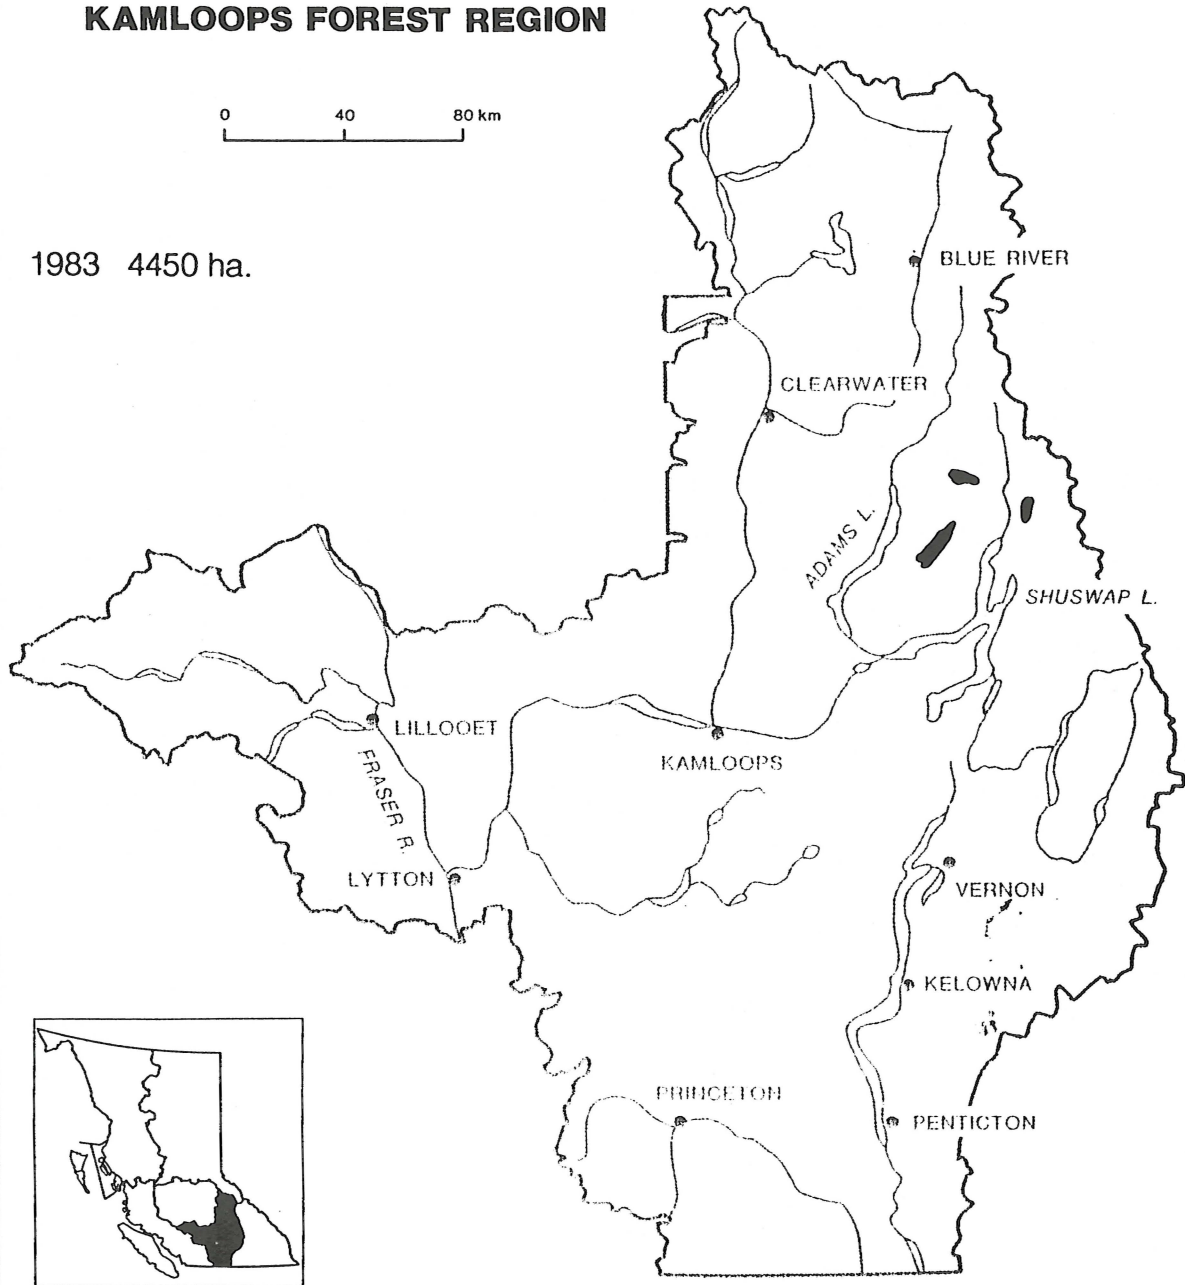 KAMLOOPS FOREST REGION
0 40 80 km
1983 4450 ha.
BLUE RIVER
CLEARWATER
ADAMS L.
SHUSWAP L.
LILLOOET
KAMLOOPS
FRASER R.
LYTTON
VERNON
KELOWNA
PRINCETON
PENTICTON